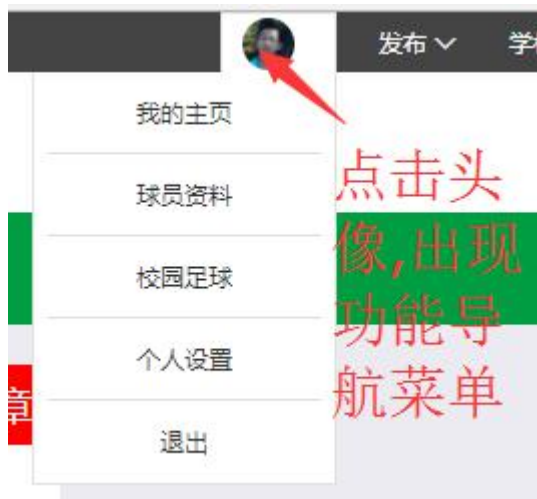 发布
我的主页
球员资料
校园足球
个人设置
退出
点击头
像,出现
功能导
航菜单
章